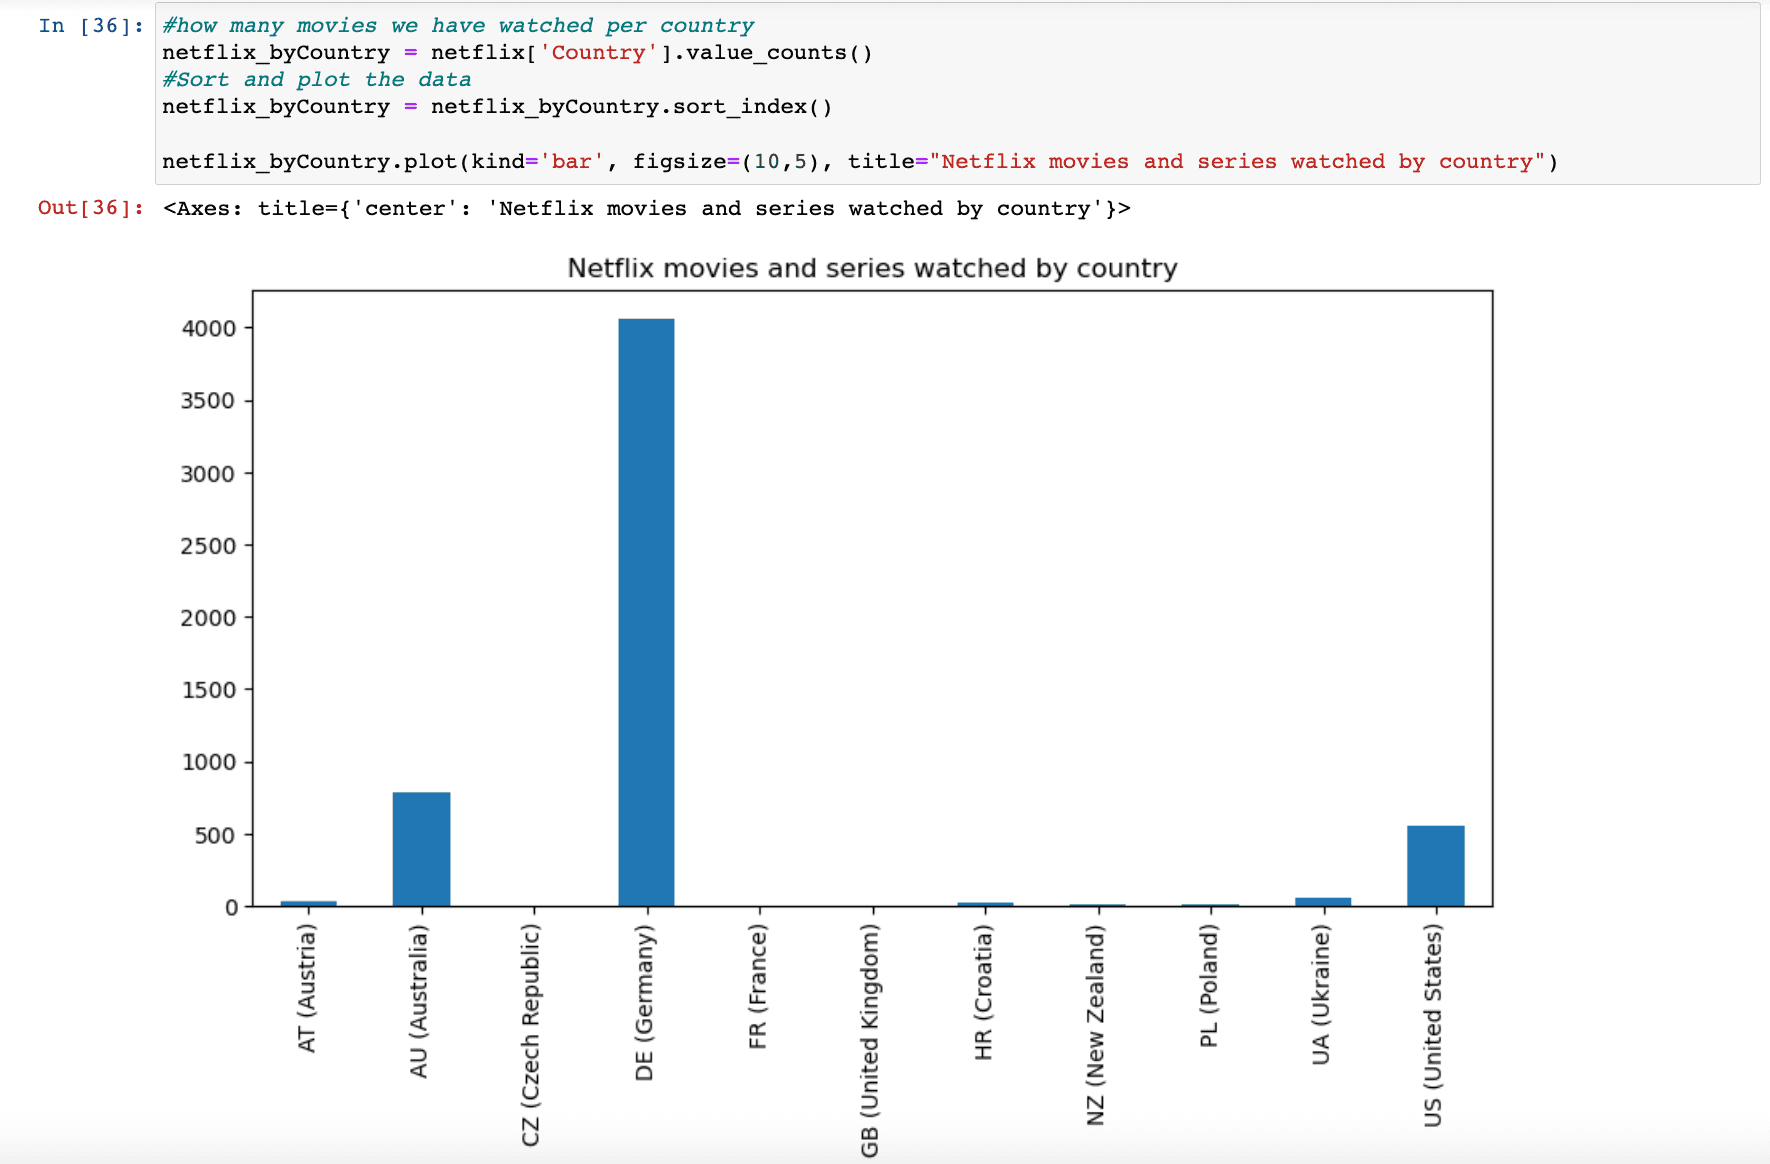 In [36]: #how many movies we have watched per country
netflix_byCountry = netflix['Country'].value_counts()
#Sort and plot the data
netflix_byCountry = netflix_byCountry.sort_index()
netflix_byCountry.plot(kind='bar', figsize=(10,5), title="Netflix movies and series watched by country")
Out[36]: <Axes: title={'center': 'Netflix movies and series watched by country'}>
Netflix movies and series watched by country
4000
3500
3000
2500
2000
1500
1000
500
0
AT (Austria)
AU (Australia)
CZ (Czech Republic)
DE (Germany)
FR (France)
GB (United Kingdom)
HR (Croatia)
NZ (New Zealand)
PL (Poland)
UA (Ukraine)
US (United States)